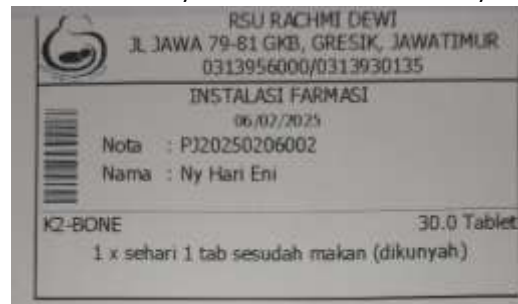 RSU RACHMI DEWI
JL JAWA 79-81 GKB, GRESIK, JAWATIMUR
0313956000/0313930135
INSTALASI FARMASI
06/02/2025
Nota : PJ20250206002
Nama : Ny Hari Eni
K2-BONE 30.0 Tablet
1 x sehari 1 tab sesudah makan (dikunyah)